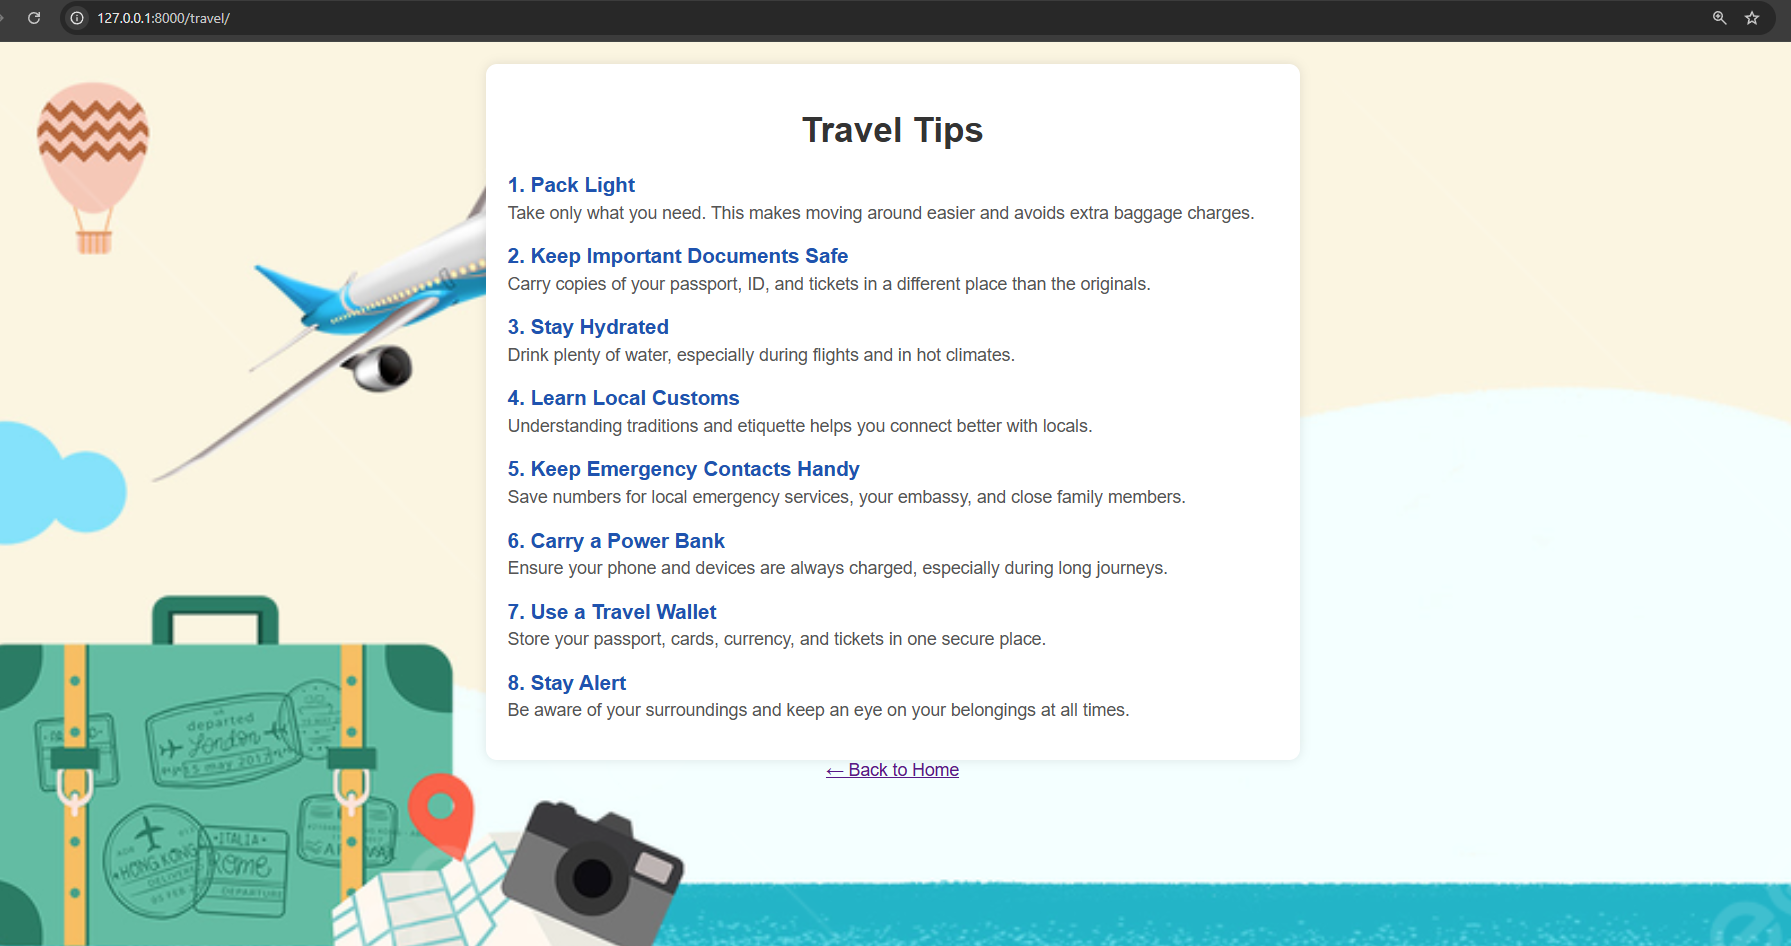 127.0.0.1:8000/travel/
Travel Tips
1. Pack Light
Take only what you need. This makes moving around easier and avoids extra baggage charges.
2. Keep Important Documents Safe
Carry copies of your passport, ID, and tickets in a different place than the originals.
3. Stay Hydrated
Drink plenty of water, especially during flights and in hot climates.
4. Learn Local Customs
Understanding traditions and etiquette helps you connect better with locals.
5. Keep Emergency Contacts Handy
Save numbers for local emergency services, your embassy, and close family members.
6. Carry a Power Bank
Ensure your phone and devices are always charged, especially during long journeys.
7. Use a Travel Wallet
Store your passport, cards, currency, and tickets in one secure place.
8. Stay Alert
Be aware of your surroundings and keep an eye on your belongings at all times.
← Back to Home
departed
London
15 may 2017
HONG KONG
ITALIA
Rome
DEPARTURE